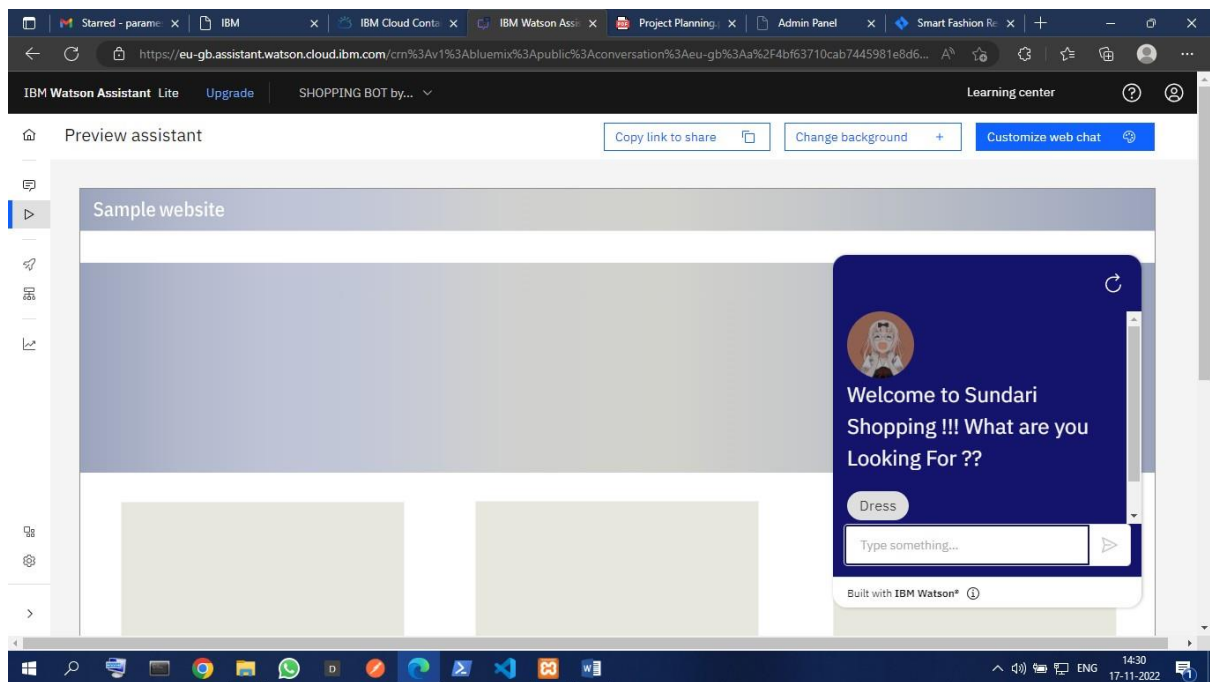 Starred - parame
IBM
IBM Cloud Conta
IBM Watson Assis
Project Planning.
Admin Panel
Smart Fashion Re
https://eu-gb.assistant.watson.cloud.ibm.com/crn%3Av1%3Abluemix%3Apublic%3Aconversation%3Aeu-gb%3Aa%2F4bf63710cab7445981e8d6...
IBM Watson Assistant Lite Upgrade SHOPPING BOT by... Learning center
Preview assistant
Copy link to share
Change background +
Customize web chat
Sample website
Welcome to Sundari
Shopping !!! What are you
Looking For ??
Dress
Type something...
Built with IBM Watson®
ENG
14:30
17-11-2022